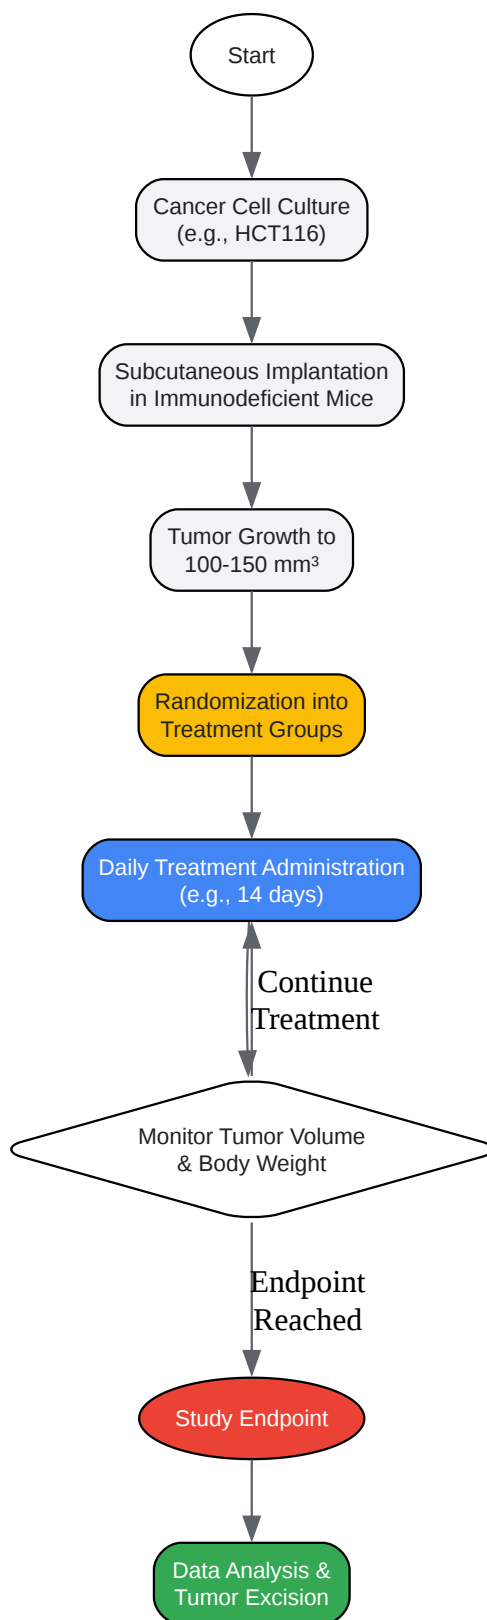 Start
Cancer Cell Culture
(e.g., HCT116)
Subcutaneous Implantation
in Immunodeficient Mice
Tumor Growth to
100-150 mm³
Randomization into
Treatment Groups
Daily Treatment Administration
(e.g., 14 days)
Continue
Treatment
Monitor Tumor Volume
& Body Weight
Endpoint
Reached
Study Endpoint
Data Analysis &
Tumor Excision